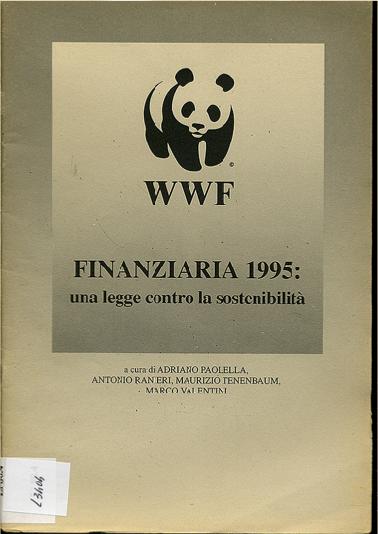 ©
WWF
FINANZIARIA 1995:
una legge contro la sostenibilità
a cura di ADRIANO PAOLELLA,
ANTONIO RANIERI, MAURIZIO TENENBAUM,
MARCO VALENTINI